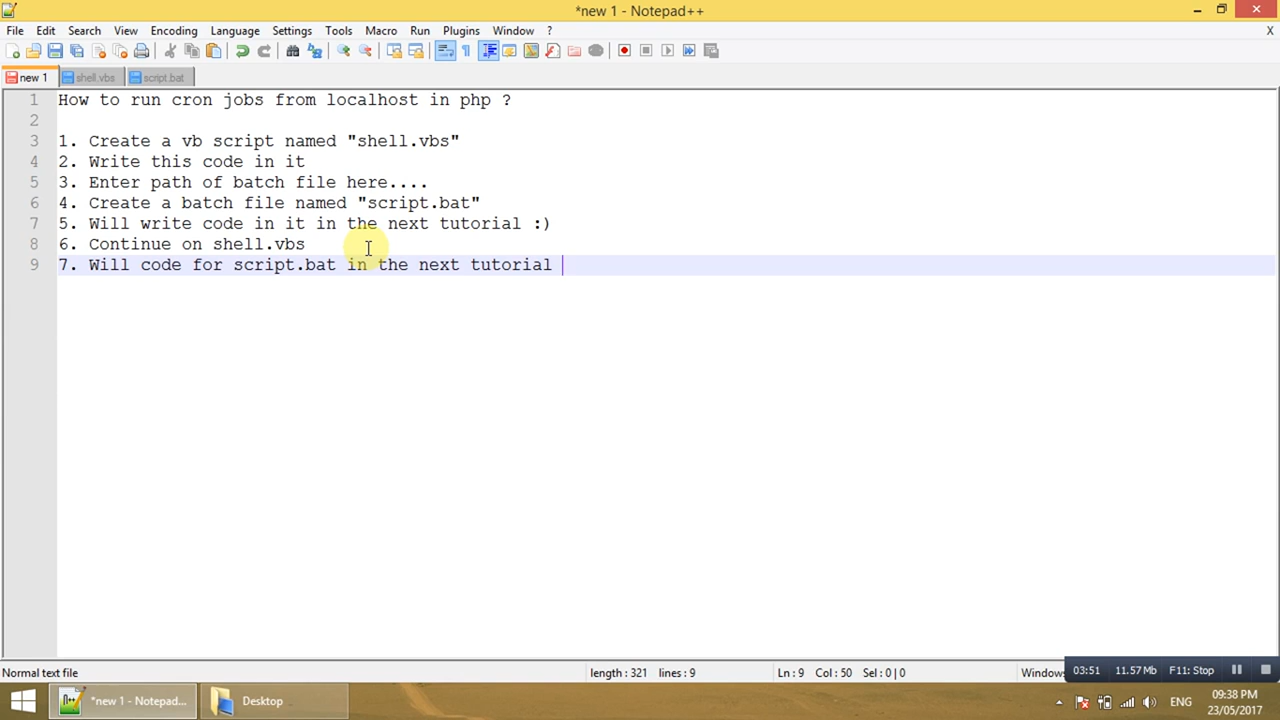 *new 1 - Notepad++
File Edit Search View Encoding Language Settings Tools Macro Run Plugins Window ? X
new 1 shell.vbs script.bat
1 How to run cron jobs from localhost in php ?
2
3 1. Create a vb script named "shell.vbs"
4 2. Write this code in it
5 3. Enter path of batch file here....
6 4. Create a batch file named "script.bat"
7 5. Will write code in it in the next tutorial :)
8 6. Continue on shell.vbs
9 7. Will code for script.bat in the next tutorial
Normal text file length : 321 lines : 9 Ln : 9 Col : 50 Sel : 0 | 0 Window 03:51 11.57 Mb F11: Stop
*new 1 - Notepad... Desktop ENG 09:38 PM
23/05/2017